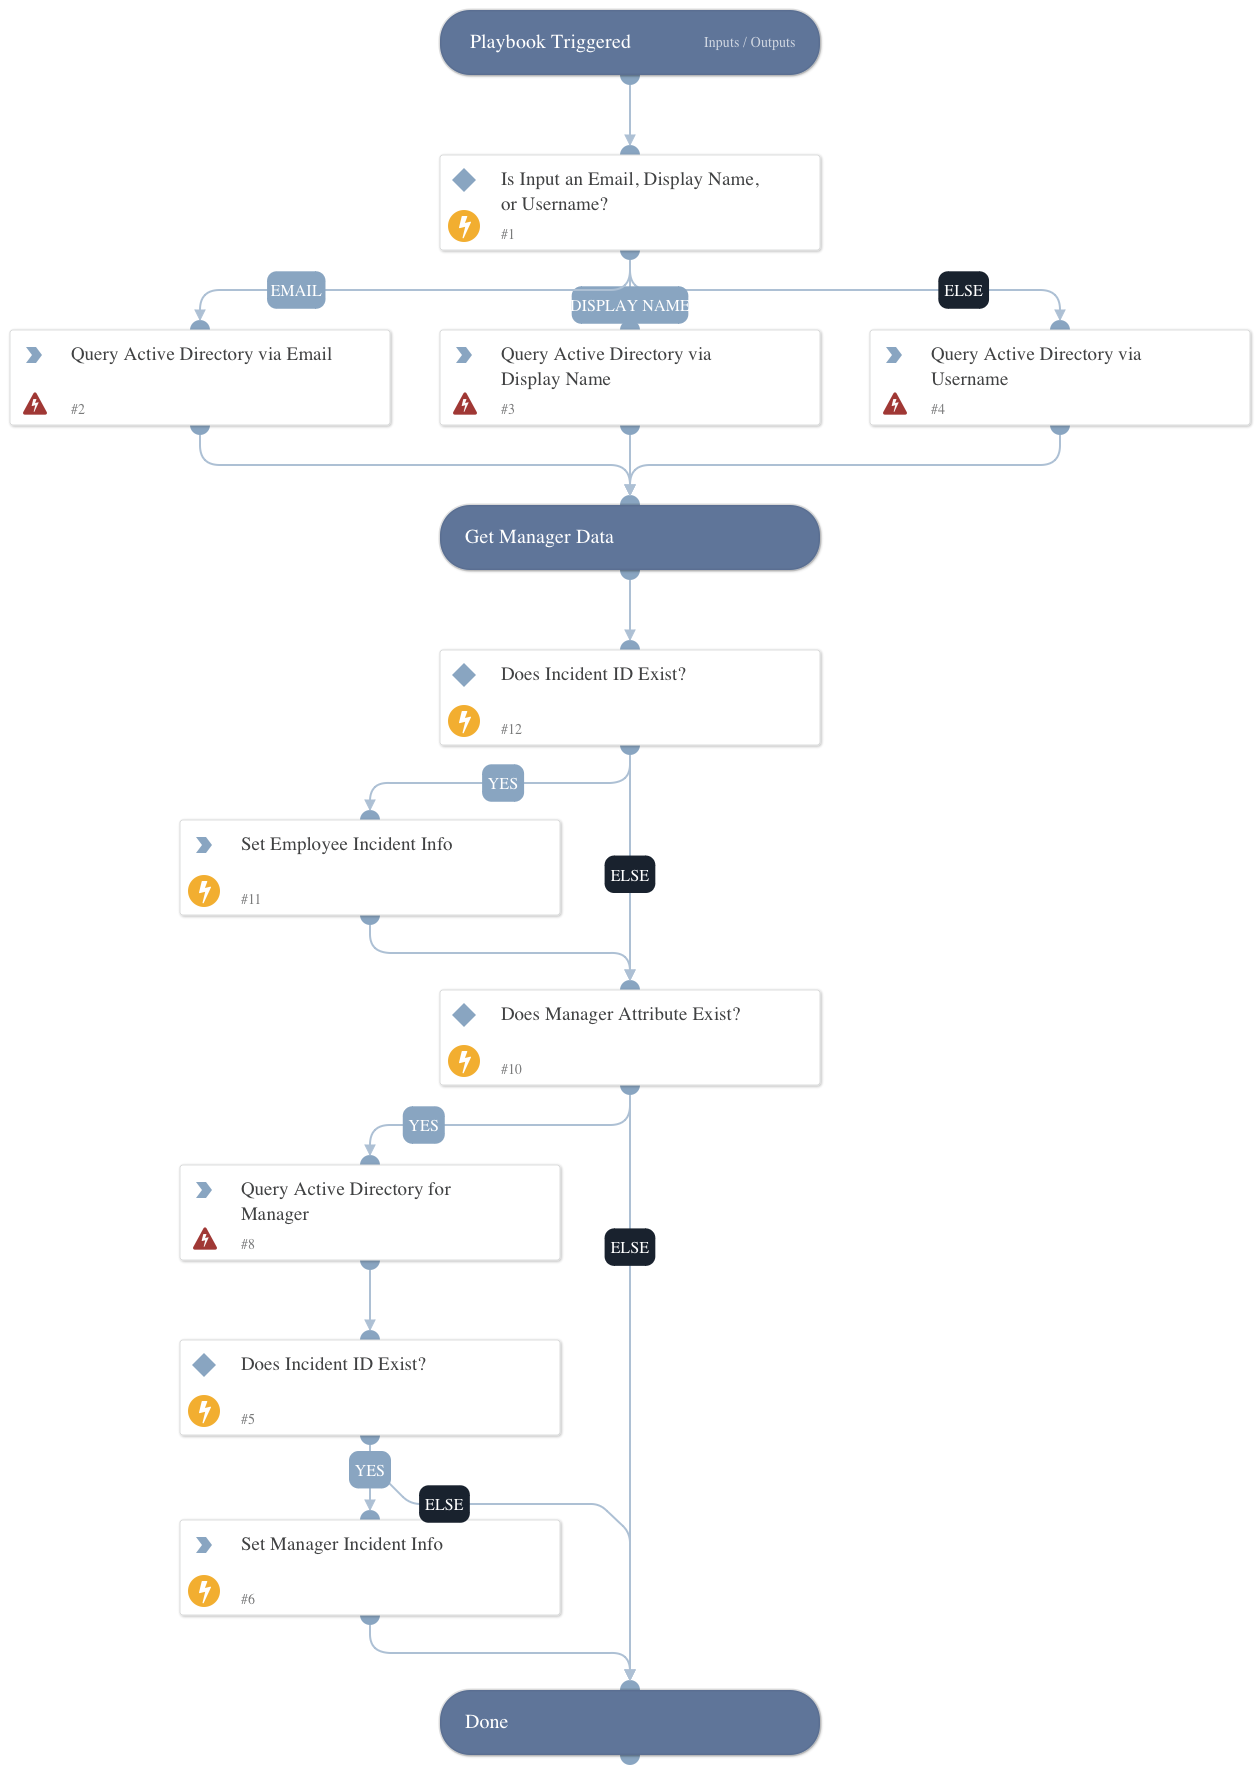 Playbook Triggered
Inputs / Outputs
Is Input an Email, Display Name,
or Username?
#1
EMAIL
DISPLAY NAME
ELSE
Query Active Directory via Email
#2
Query Active Directory via
Display Name
#3
Query Active Directory via
Username
#4
Get Manager Data
Does Incident ID Exist?
#12
YES
Set Employee Incident Info
#11
ELSE
Does Manager Attribute Exist?
#10
YES
Query Active Directory for
Manager
#8
ELSE
Does Incident ID Exist?
#5
YES
ELSE
Set Manager Incident Info
#6
Done